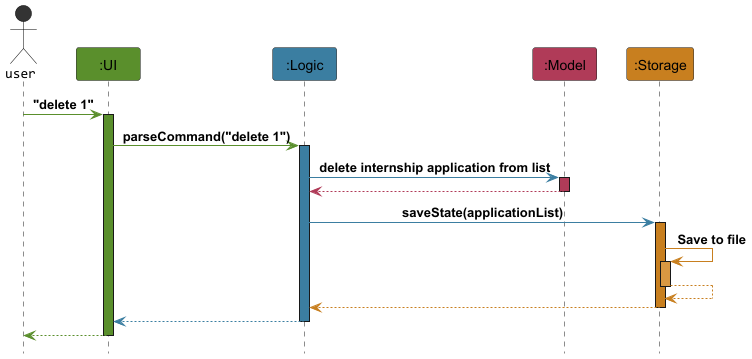 user
:UI
:Logic
:Model
:Storage
"delete 1"
parseCommand("delete 1")
delete internship application from list
saveState(applicationList)
Save to file